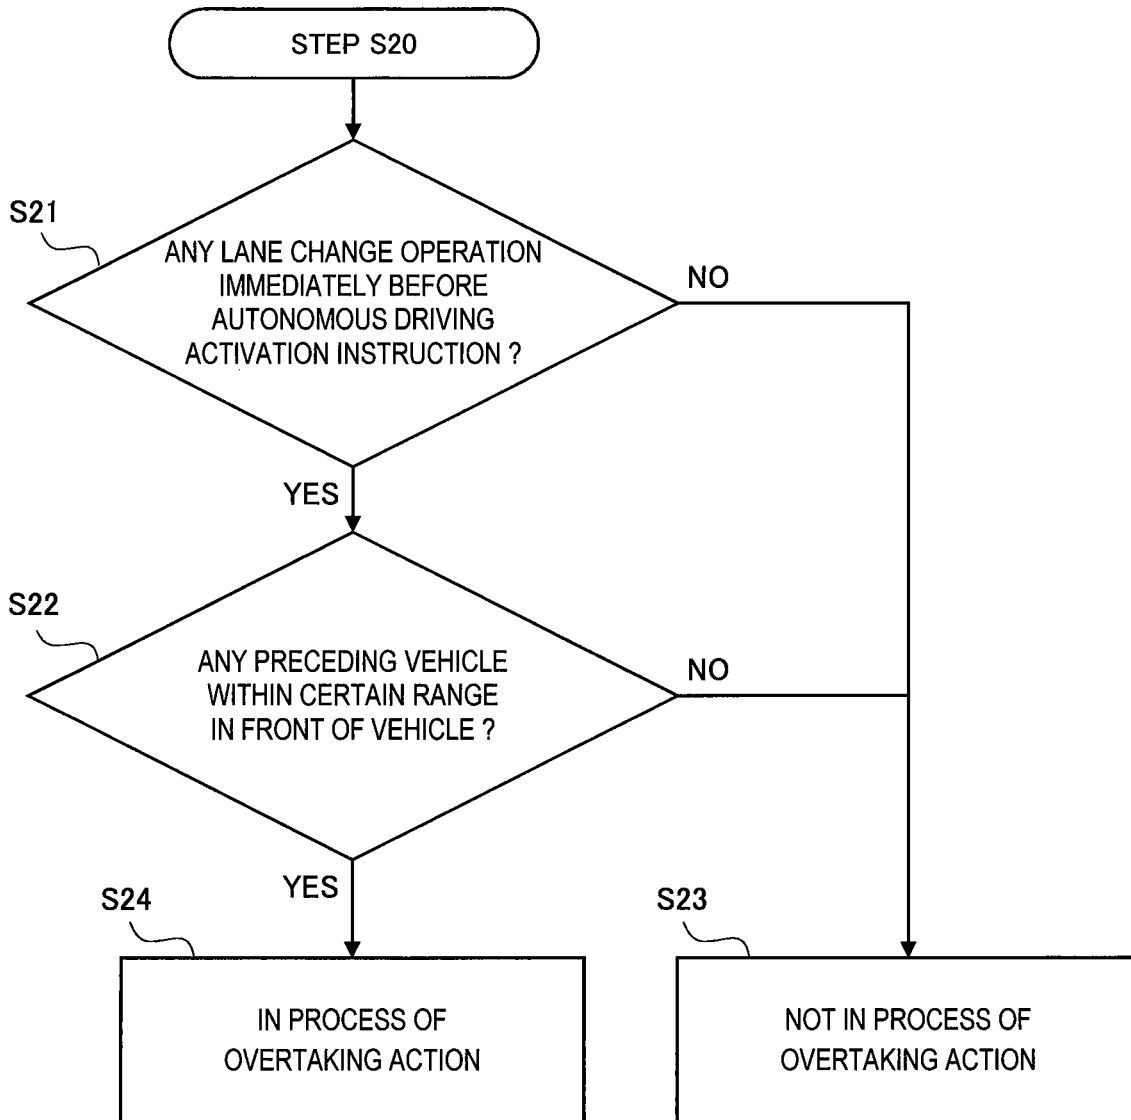 STEP S20
S21
ANY LANE CHANGE OPERATION
IMMEDIATELY BEFORE
AUTONOMOUS DRIVING
ACTIVATION INSTRUCTION ?
NO
YES
S22
ANY PRECEDING VEHICLE
WITHIN CERTAIN RANGE
IN FRONT OF VEHICLE ?
NO
YES
S24
S23
IN PROCESS OF
OVERTAKING ACTION
NOT IN PROCESS OF
OVERTAKING ACTION